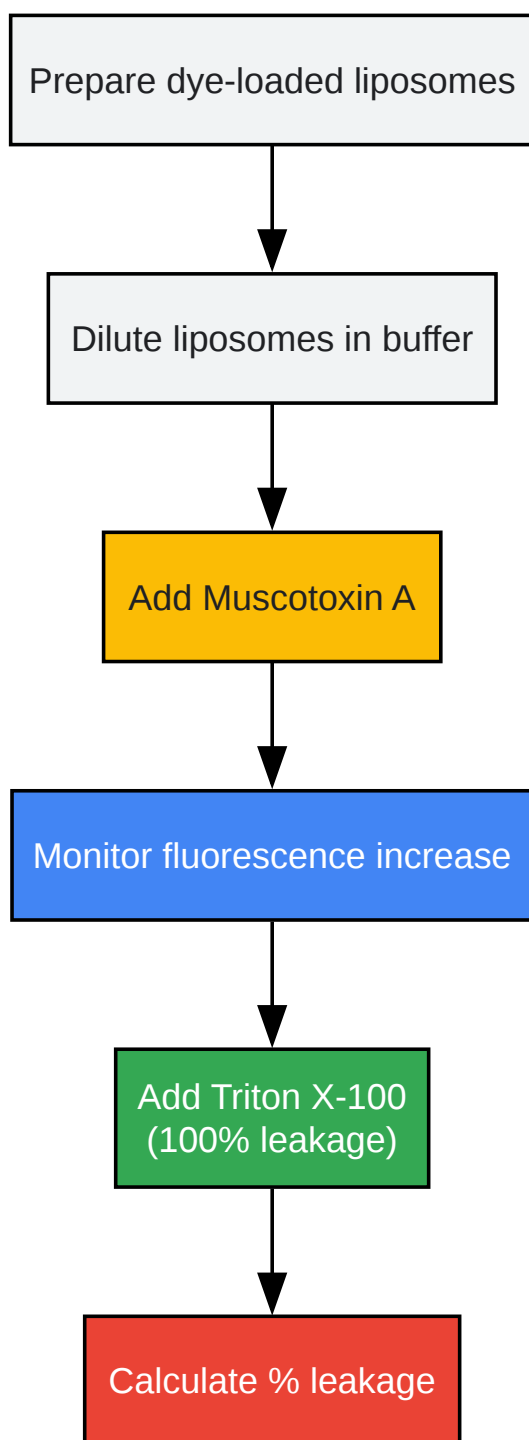 Prepare dye-loaded liposomes
Dilute liposomes in buffer
Add Muscotoxin A
Monitor fluorescence increase
Add Triton X-100
(100% leakage)
Calculate % leakage